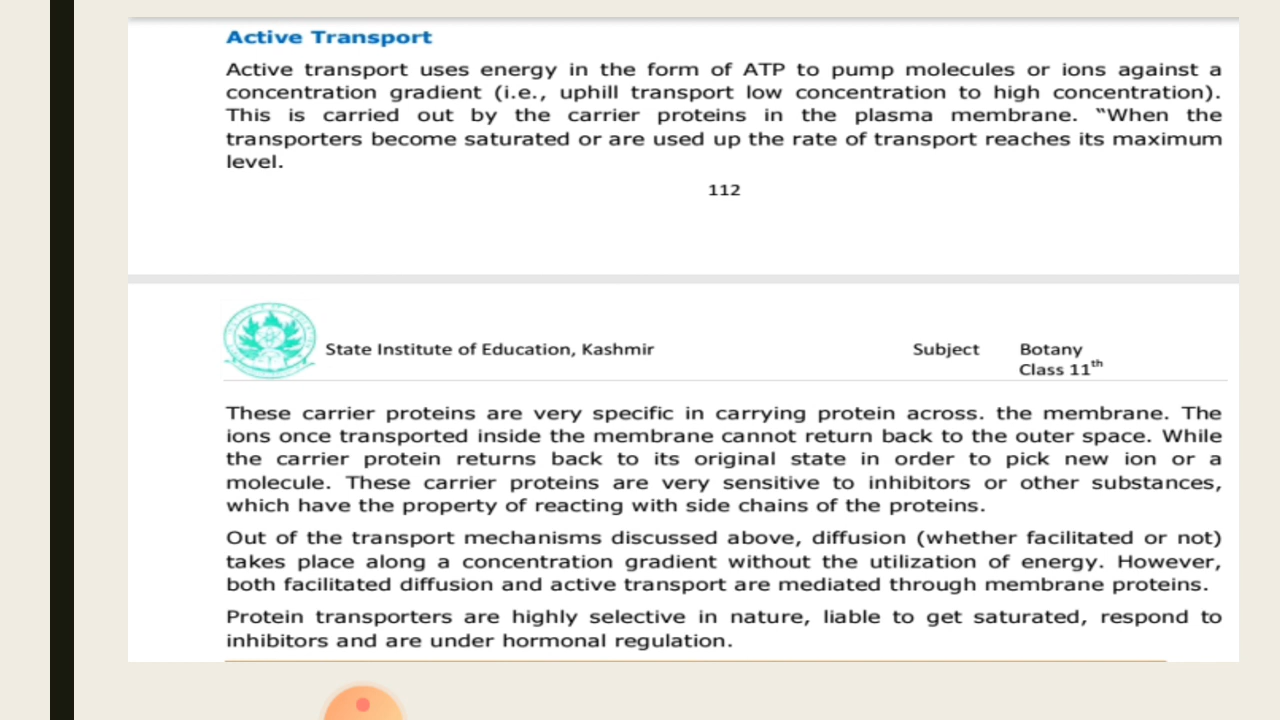 Active Transport
Active transport uses energy in the form of ATP to pump molecules or ions against a
concentration gradient (i.e., uphill transport low concentration to high concentration).
This is carried out by the carrier proteins in the plasma membrane. “When the
transporters become saturated or are used up the rate of transport reaches its maximum
level.
112
State Institute of Education, Kashmir Subject Botany
Class 11th
These carrier proteins are very specific in carrying protein across. the membrane. The
ions once transported inside the membrane cannot return back to the outer space. While
the carrier protein returns back to its original state in order to pick new ion or a
molecule. These carrier proteins are very sensitive to inhibitors or other substances,
which have the property of reacting with side chains of the proteins.
Out of the transport mechanisms discussed above, diffusion (whether facilitated or not)
takes place along a concentration gradient without the utilization of energy. However,
both facilitated diffusion and active transport are mediated through membrane proteins.
Protein transporters are highly selective in nature, liable to get saturated, respond to
inhibitors and are under hormonal regulation.